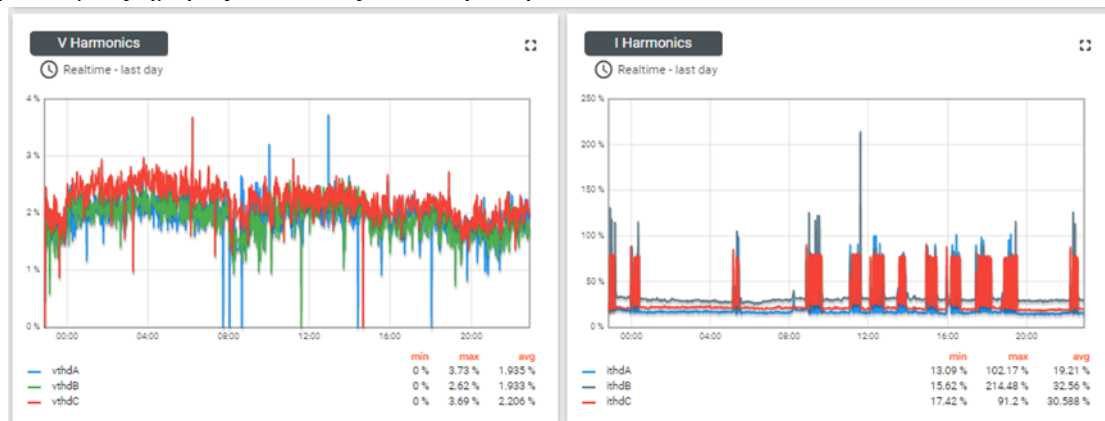 V Harmonics
Realtime - last day
4 %
3 %
2 %
1 %
0 %
00:00 04:00 08:00 12:00 16:00 20:00
min max avg
vthdA 0 % 3.73 % 1.935 %
vthdB 0 % 2.62 % 1.933 %
vthdC 0 % 3.69 % 2.206 %
I Harmonics
Realtime - last day
250 %
200 %
150 %
100 %
50 %
0 %
00:00 04:00 08:00 12:00 16:00 20:00
min max avg
ithdA 13.09 % 102.17 % 19.21 %
ithdB 15.62 % 214.48 % 32.56 %
ithdC 17.42 % 91.2 % 30.588 %